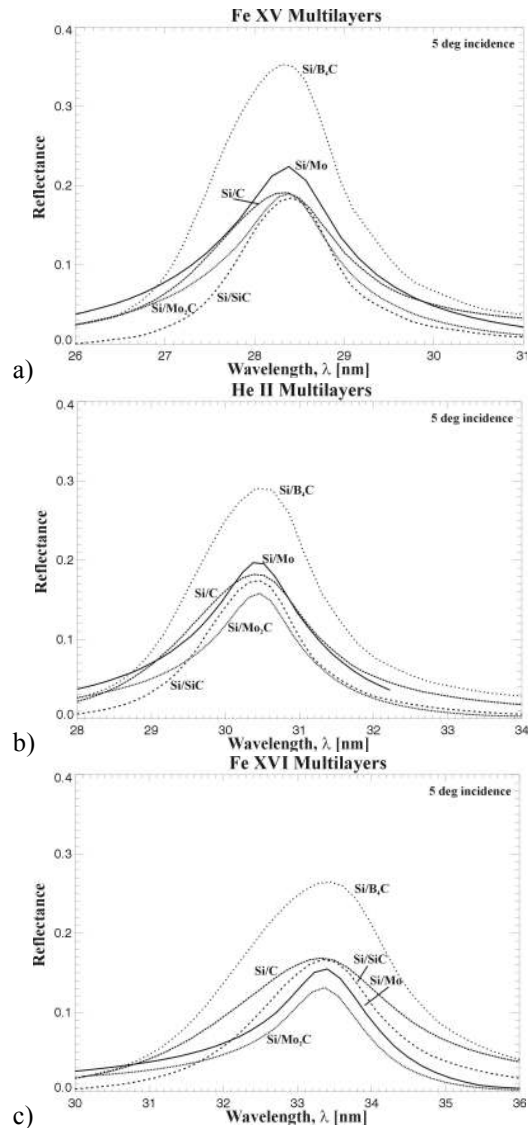 Fe XV Multilayers
0.4
5 deg incidence
Si/B₄C
0.3
Reflectance
Si/Mo
0.2
Si/C
0.1
Si/Mo₂C
Si/SiC
0.0
26 27 28 29 30 31
a)
Wavelength, λ [nm]
He II Multilayers
0.4
5 deg incidence
0.3
Si/B₄C
Reflectance
0.2
Si/Mo
Si/C
0.1
Si/Mo₂C
Si/SiC
0.0
28 29 30 31 32 33 34
b)
Wavelength, λ [nm]
Fe XVI Multilayers
0.4
5 deg incidence
0.3
Si/B₄C
Reflectance
0.2
Si/SiC
Si/C
Si/Mo
0.1
Si/Mo₂C
0.0
30 31 32 33 34 35 36
c)
Wavelength, λ [nm]